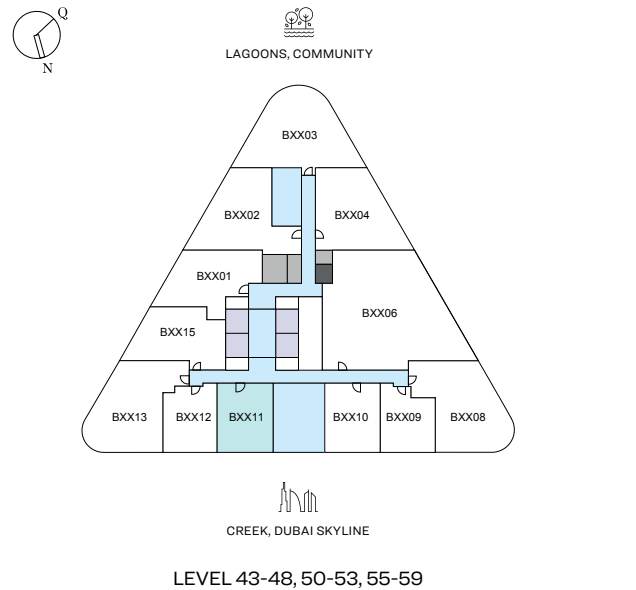 Q
N
LAGOONS, COMMUNITY
BXX03
BXX02
BXX04
BXX01
BXX06
BXX15
BXX13
BXX12
BXX11
BXX10
BXX09
BXX08
CREEK, DUBAI SKYLINE
LEVEL 43-48, 50-53, 55-59